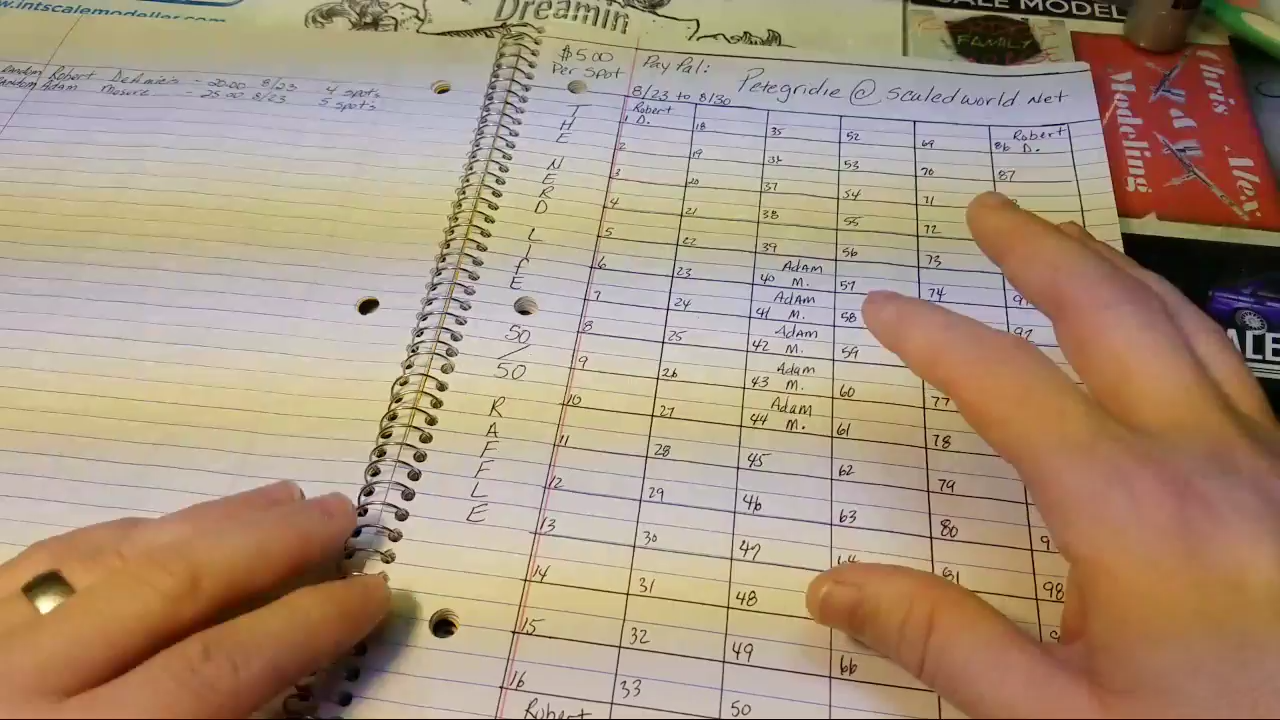 www.intscalemodeller.com
Dreamin
SCALE MODEL
FAMILY
Chris
Alex
Modeling
Random Robert - 20.00 8/23 4 spots
Random Adam - 25.00 8/23 5 spots
$5.00
Per Spot
PayPal:
Petegridie @ scaledworld Net
8/23 to 8/30
THE
NERD
LIFE
50
/
50
RAFFLE
Robert
1 D. 18 35 52 69 86 Robert D.
2 19 36 53 70 87
3 20 37 54 71
4 21 38 55 72
5 22 39 56 73
6 23 40 Adam M. 57 74 91
7 24 41 Adam M. 58 92
8 25 42 Adam M. 59
9 26 43 Adam M. 60 77
10 27 44 Adam M. 61 78
11 28 45 62 79
12 29 46 63 80
13 30 47 64 81 98
14 31 48
15 32 49 66
16 33 50
Robert